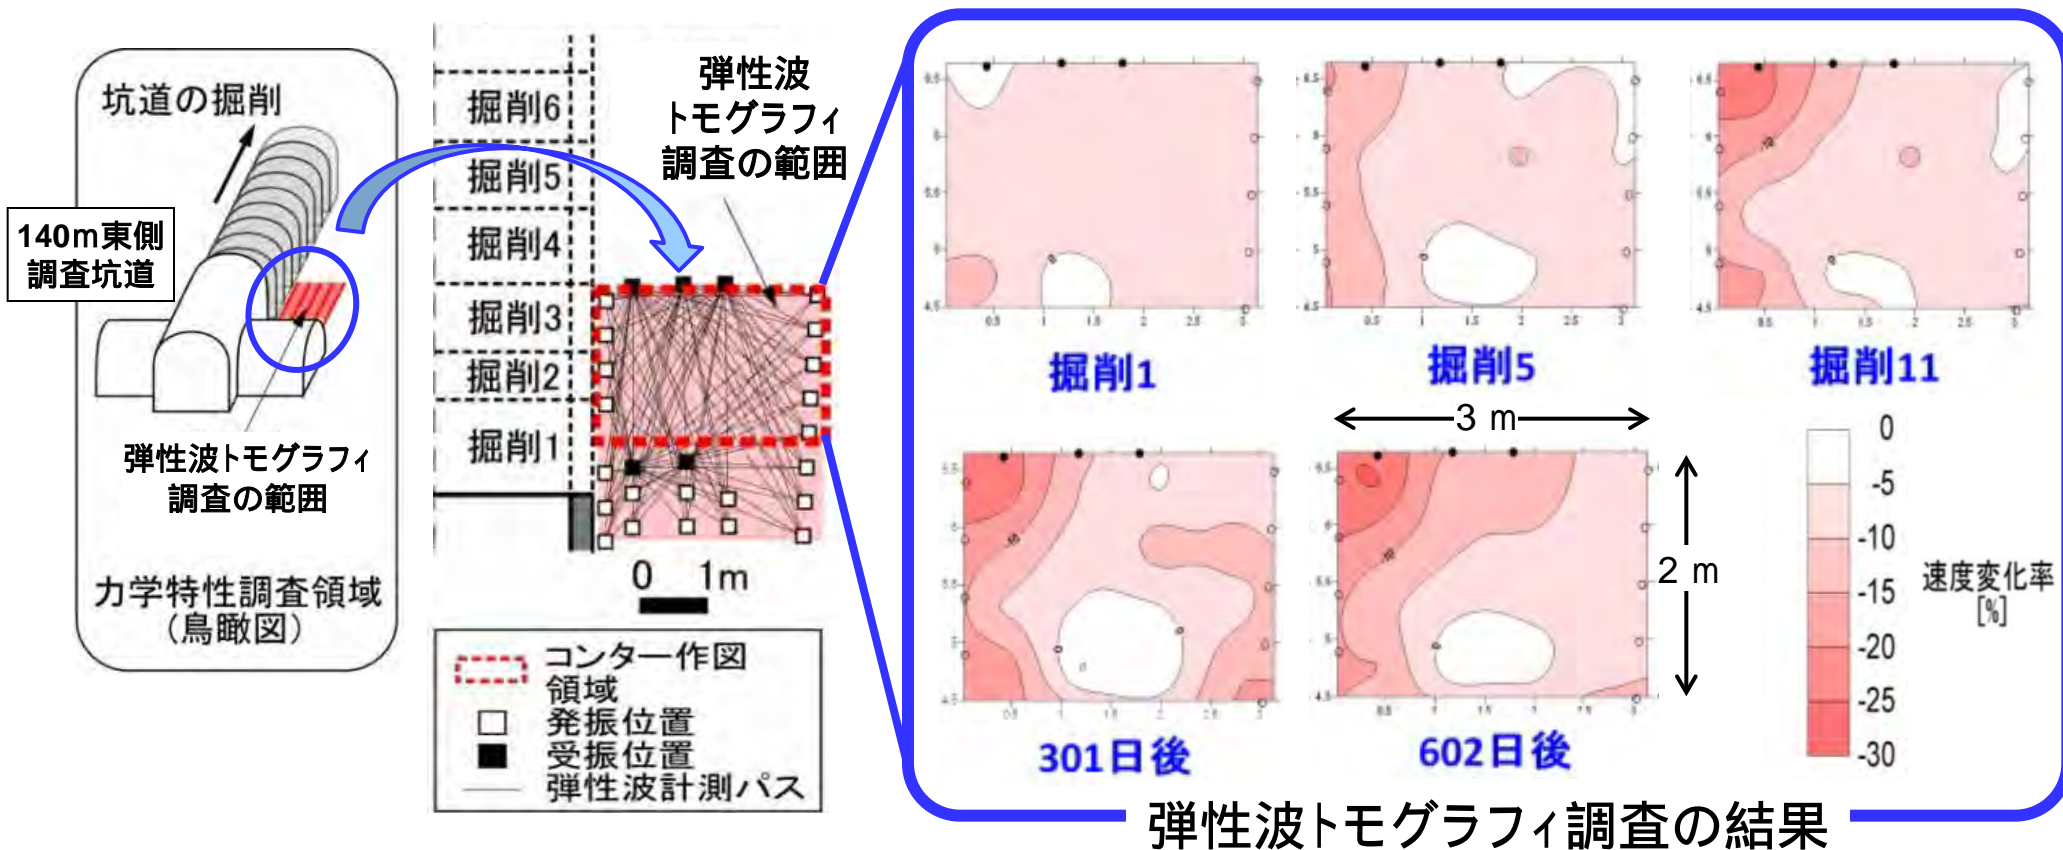 坑道の掘削
140m東側
調査坑道
弾性波トモグラフィ
調査の範囲
力学特性調査領域
（鳥瞰図）
弾性波
トモグラフィ
調査の範囲
掘削6
掘削5
掘削4
掘削3
掘削2
掘削1
0 1m
コンター作図
領域
発振位置
受振位置
弾性波計測パス
掘削1
掘削5
掘削11
301日後
602日後
3 m
2 m
0
-5
-10
-15
-20
-25
-30
速度変化率
[%]
弾性波トモグラフィ調査の結果